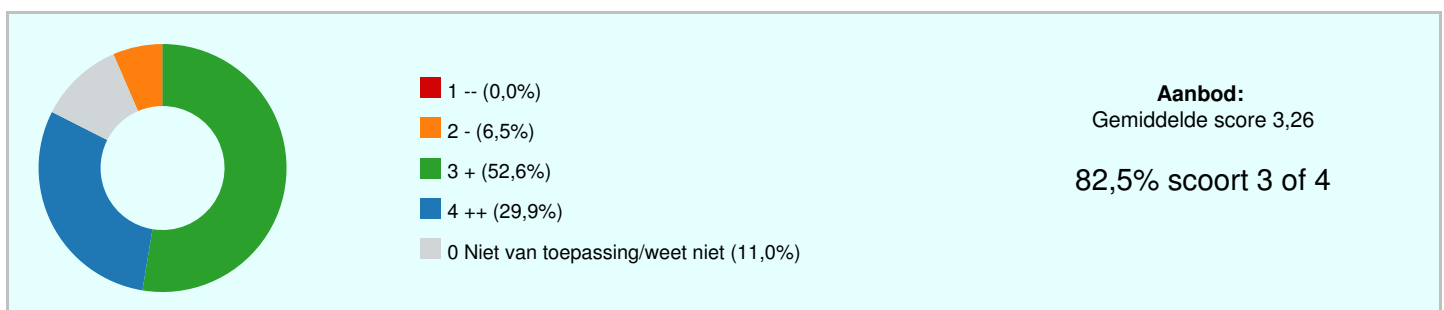 1 -- (0,0%)
2 - (6,5%)
3 + (52,6%)
4 ++ (29,9%)
0 Niet van toepassing/weet niet (11,0%)
Aanbod:
Gemiddelde score 3,26
82,5% scoort 3 of 4